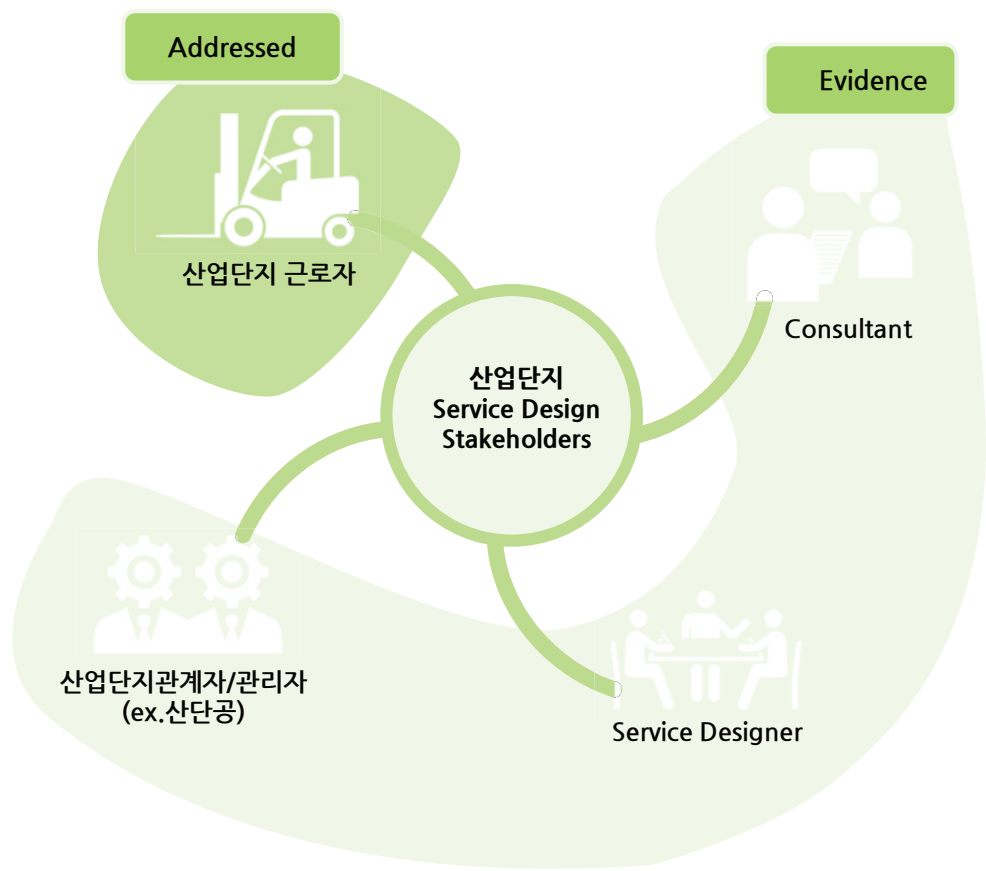 Addressed
Evidence
산업단지 근로자
Consultant
산업단지
Service Design
Stakeholders
산업단지관계자/관리자
(ex.산단공)
Service Designer